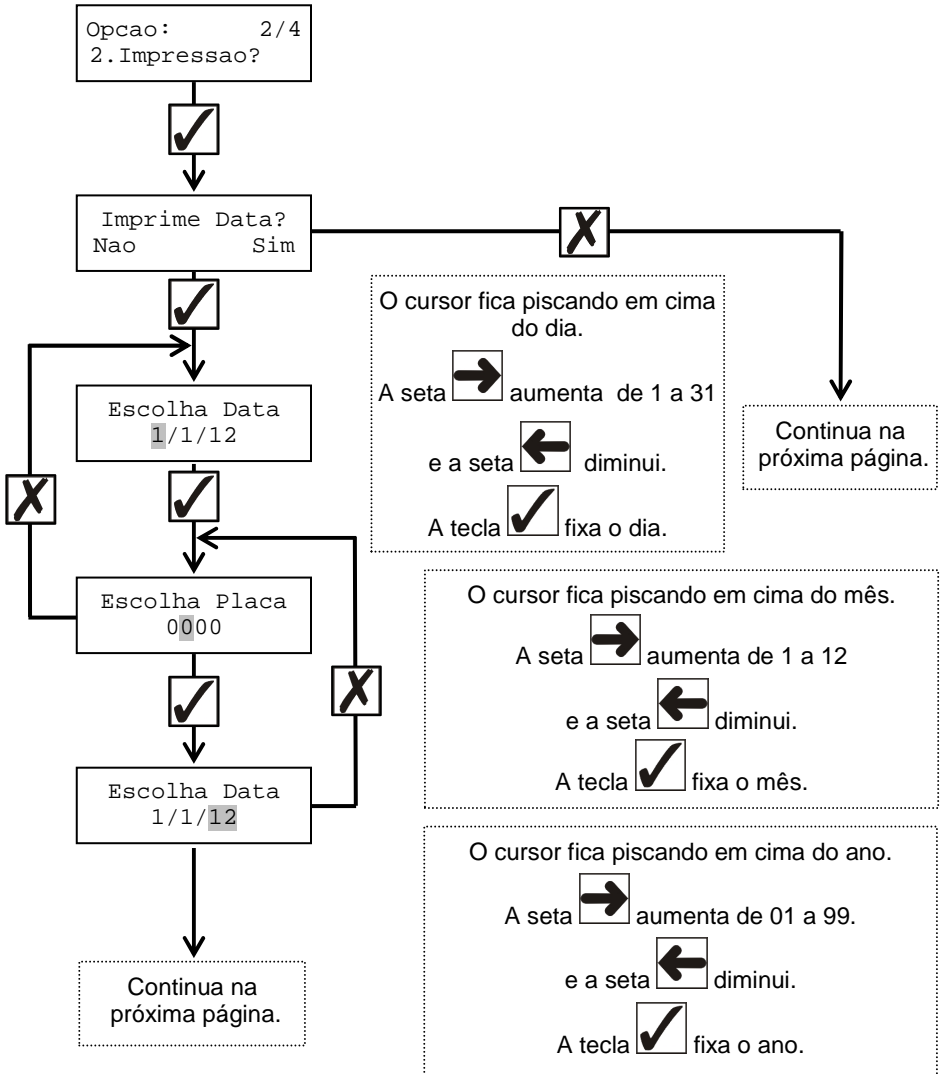 Opcao: 2/4
2.Impressao?
Imprime Data?
Nao Sim
Escolha Data
1/1/12
Escolha Placa
0000
Escolha Data
1/1/12
Continua na
próxima página.
O cursor fica piscando em cima
do dia.
A seta aumenta de 1 a 31
e a seta diminui.
A tecla fixa o dia.
Continua na
próxima página.
O cursor fica piscando em cima do mês.
A seta aumenta de 1 a 12
e a seta diminui.
A tecla fixa o mês.
O cursor fica piscando em cima do ano.
A seta aumenta de 01 a 99.
e a seta diminui.
A tecla fixa o ano.